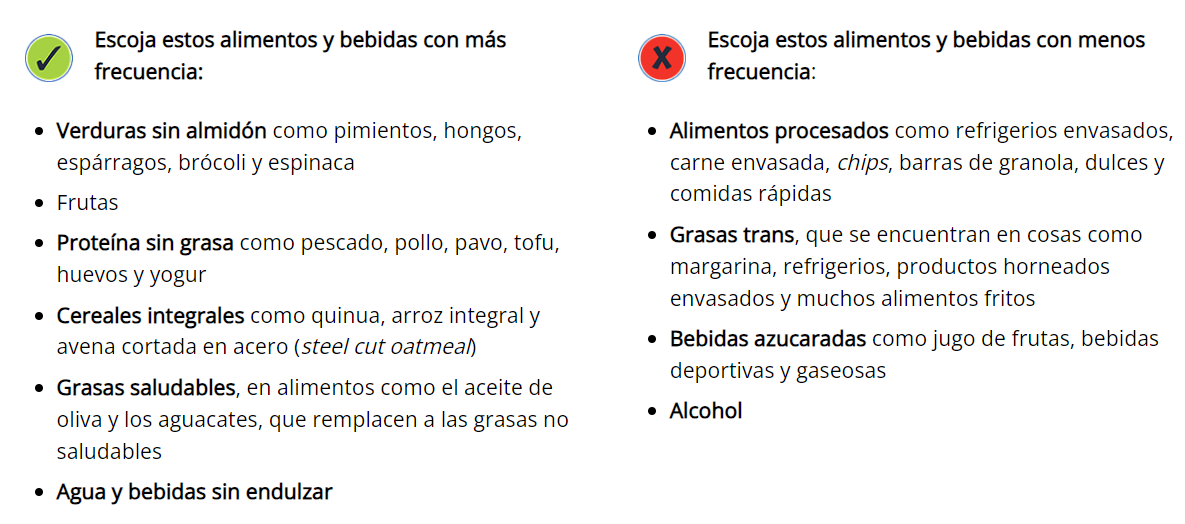 Escoja estos alimentos y bebidas con más
frecuencia:
• Verduras sin almidón como pimientos, hongos,
espárragos, brócoli y espinaca
• Frutas
• Proteína sin grasa como pescado, pollo, pavo, tofu,
huevos y yogur
• Cereales integrales como quinua, arroz integral y
avena cortada en acero (steel cut oatmeal)
• Grasas saludables, en alimentos como el aceite de
oliva y los aguacates, que remplacen a las grasas no
saludables
• Agua y bebidas sin endulzar
Escoja estos alimentos y bebidas con menos
frecuencia:
• Alimentos procesados como refrigerios envasados,
carne envasada, chips, barras de granola, dulces y
comidas rápidas
• Grasas trans, que se encuentran en cosas como
margarina, refrigerios, productos horneados
envasados y muchos alimentos fritos
• Bebidas azucaradas como jugo de frutas, bebidas
deportivas y gaseosas
• Alcohol